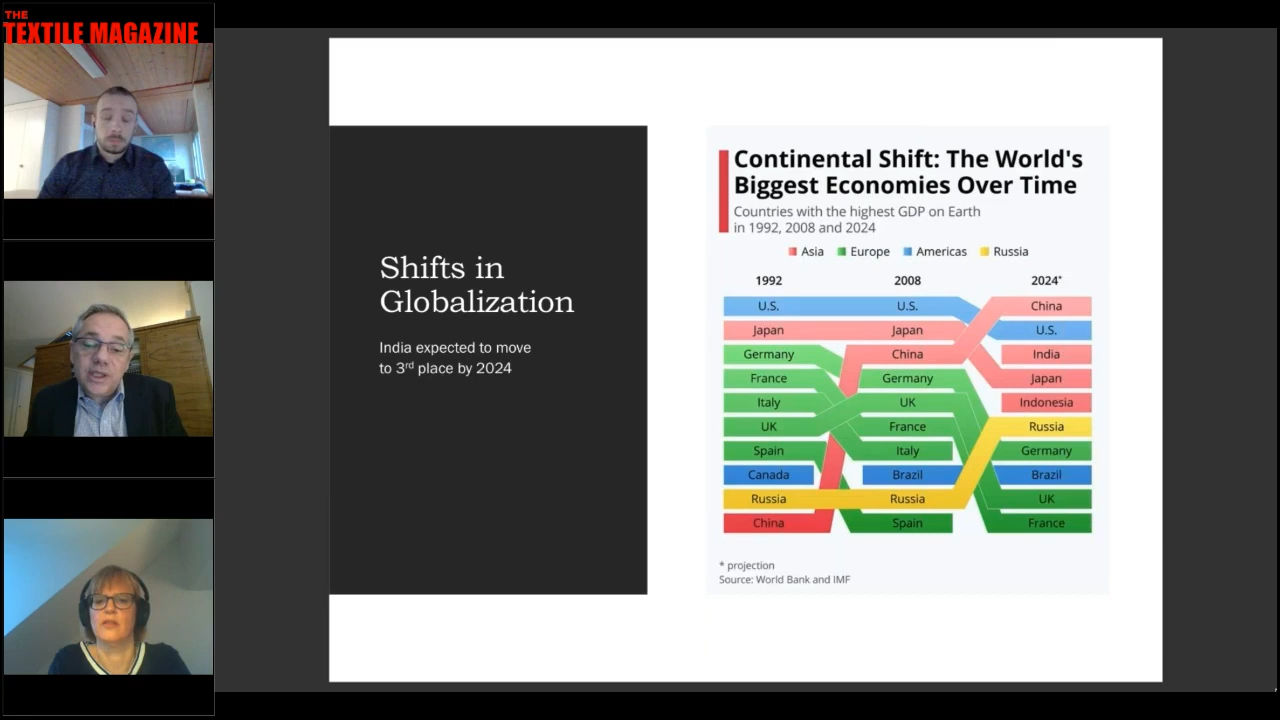 THE
TEXTILE MAGAZINE
Shifts in
Globalization
India expected to move
to 3rd place by 2024
Continental Shift: The World's
Biggest Economies Over Time
Countries with the highest GDP on Earth
in 1992, 2008 and 2024
Asia Europe Americas Russia
1992 2008 2024*
U.S. U.S. China
Japan Japan U.S.
Germany China India
France Germany Japan
Italy UK Indonesia
UK France Russia
Spain Italy Germany
Canada Brazil Brazil
Russia Russia UK
China Spain France
* projection
Source: World Bank and IMF